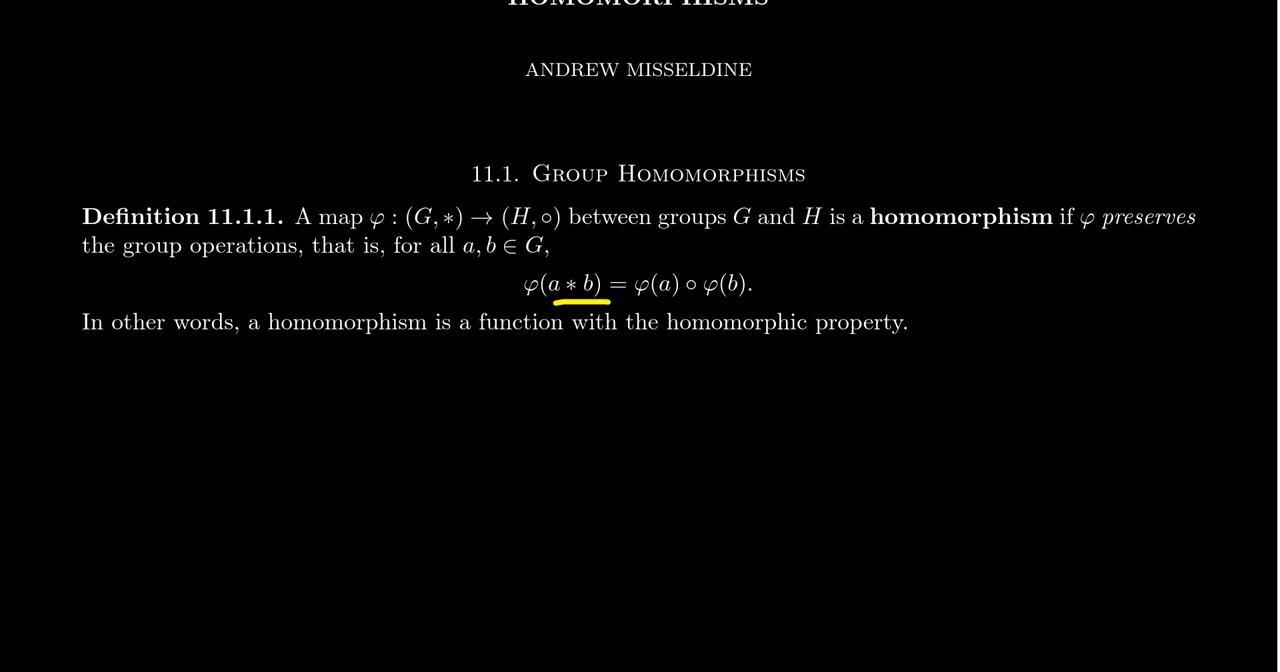 HOMOMORPHISMS
ANDREW MISSELDINE
11.1. Group Homomorphisms
Definition 11.1.1. A map φ : (G, ∗) → (H, ∘) between groups G and H is a homomorphism if φ preserves
the group operations, that is, for all a, b ∈ G,
φ(a ∗ b) = φ(a) ∘ φ(b).
In other words, a homomorphism is a function with the homomorphic property.